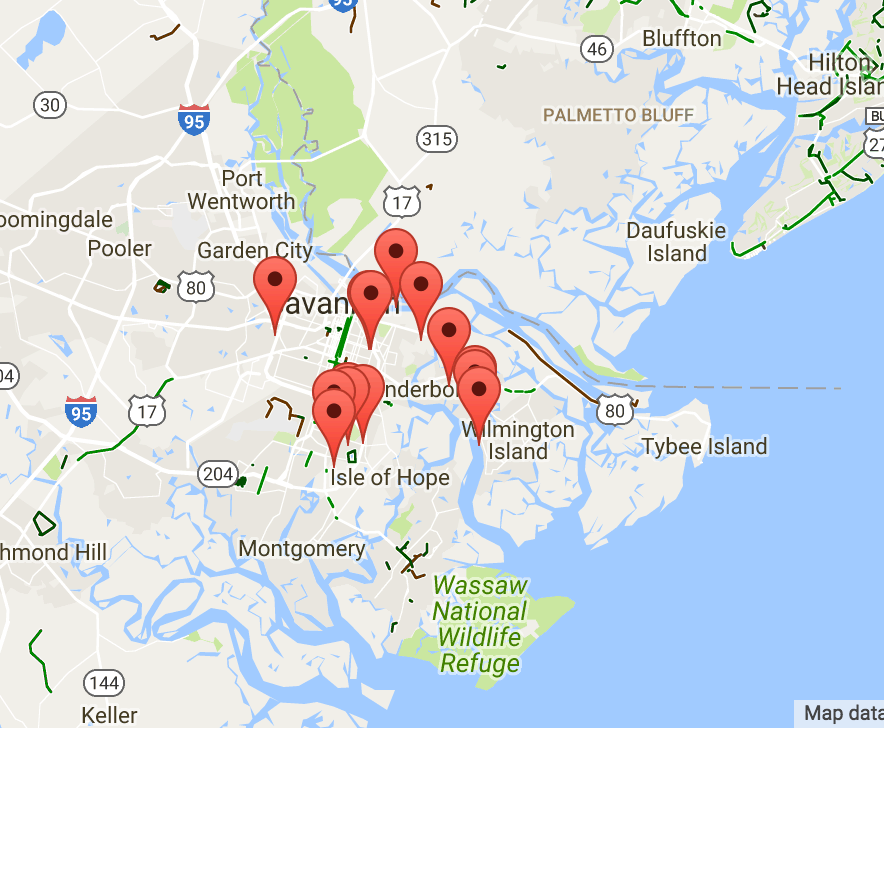 95
46
Bluffton
Hilton
Head Islan
30
95
PALMETTO BLUFF
BU
27
315
Port
Wentworth
17
oomingdale
Pooler
Garden City
Daufuskie
Island
80
avan
h
04
nderbo
95
17
80
Wilmington
Island
Tybee Island
204
Isle of Hope
hmond Hill
Montgomery
Wassaw
National
Wildlife
Refuge
144
Keller
Map data